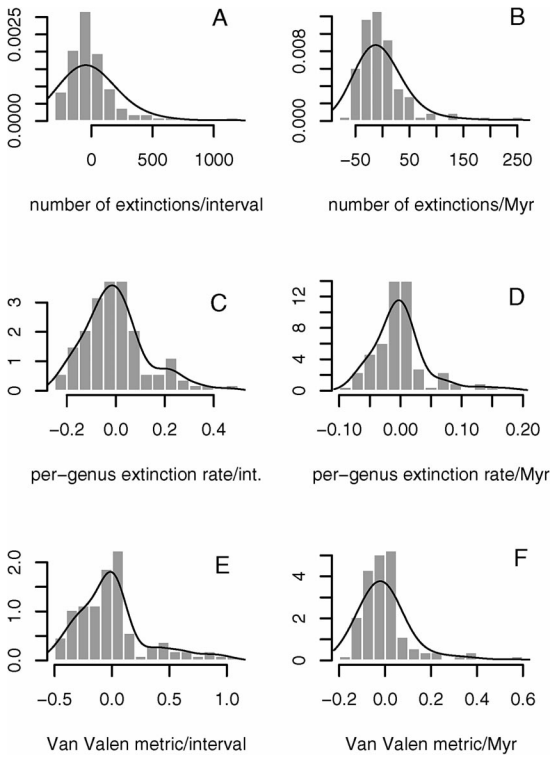 A
0.0025
0.0000
0 500 1000
number of extinctions/interval
B
0.008
0.000
−50 50 150 250
number of extinctions/Myr
C
3
2
1
0
−0.2 0.0 0.2 0.4
per−genus extinction rate/int.
D
12
8
4
0
−0.10 0.00 0.10 0.20
per−genus extinction rate/Myr
E
2.0
1.0
0.0
−0.5 0.0 0.5 1.0
Van Valen metric/interval
F
4
2
0
−0.2 0.0 0.2 0.4 0.6
Van Valen metric/Myr